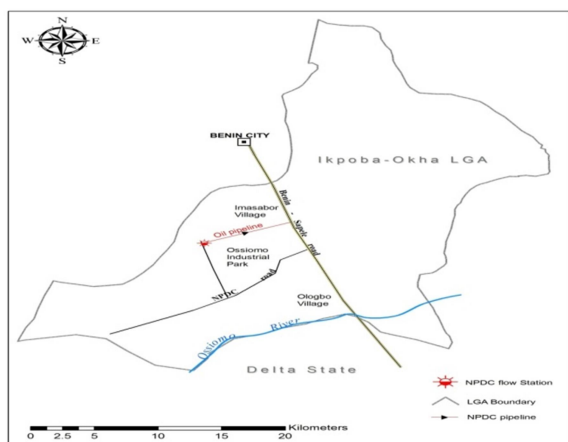 N
W E
S
BENIN CITY
Ikpoba-Okha LGA
Benin - Sapele road
Imasabor
Village
Oil pipeline
Ossiomo
Industrial
Park
NPDC road
Ologbo
Village
Ossiomo River
Delta State
NPDC flow Station
LGA Boundary
NPDC pipeline
Kilometers
0 2.5 5 10 15 20